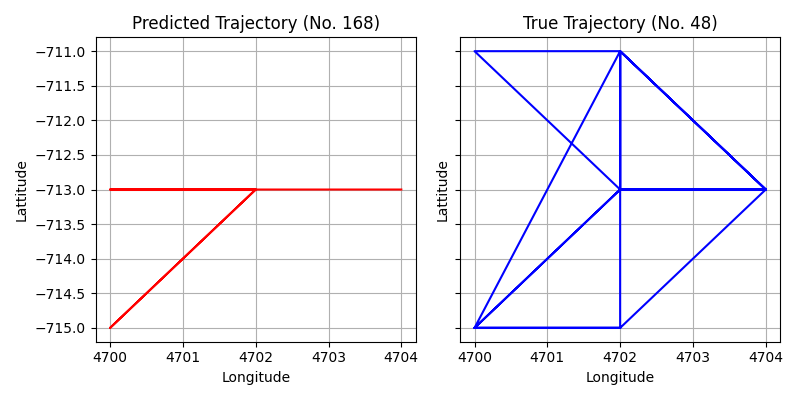 Predicted Trajectory (No. 168)
Lattitude
−711.0
−711.5
−712.0
−712.5
−713.0
−713.5
−714.0
−714.5
−715.0
4700 4701 4702 4703 4704
Longitude
True Trajectory (No. 48)
Lattitude
4700 4701 4702 4703 4704
Longitude